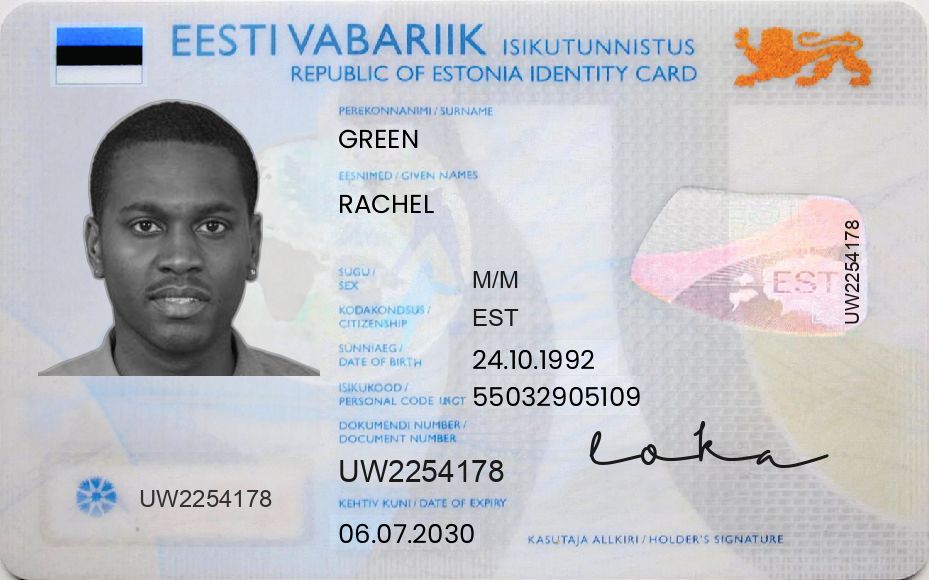 EESTI VABARIIK ISIKUTUNNISTUS
REPUBLIC OF ESTONIA IDENTITY CARD
PEREKONNANIMI / SURNAME
GREEN
EESNIMED / GIVEN NAMES
RACHEL
SUGU / SEX
M/M
KODAKONDSUS / CITIZENSHIP
EST
SÜNNIAEG / DATE OF BIRTH
24.10.1992
ISIKUKOOD / PERSONAL CODE
55032905109
DOKUMENDI NUMBER / DOCUMENT NUMBER
UW2254178
KEHTIV KUNI / DATE OF EXPIRY
06.07.2030
UW2254178
EST
UW2254178
loka
KASUTAJA ALLKIRI / HOLDER'S SIGNATURE